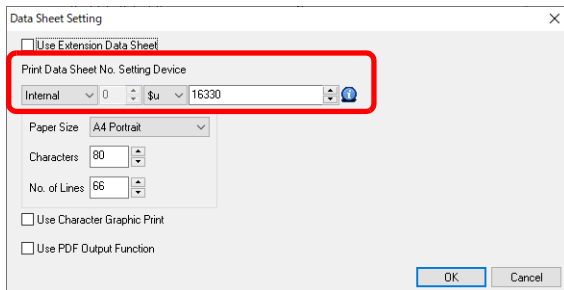 Data Sheet Setting
Use Extension Data Sheet
Print Data Sheet No. Setting Device
Internal 0 $u 16330
Paper Size A4 Portrait
Characters 80
No. of Lines 66
Use Character Graphic Print
Use PDF Output Function
OK Cancel